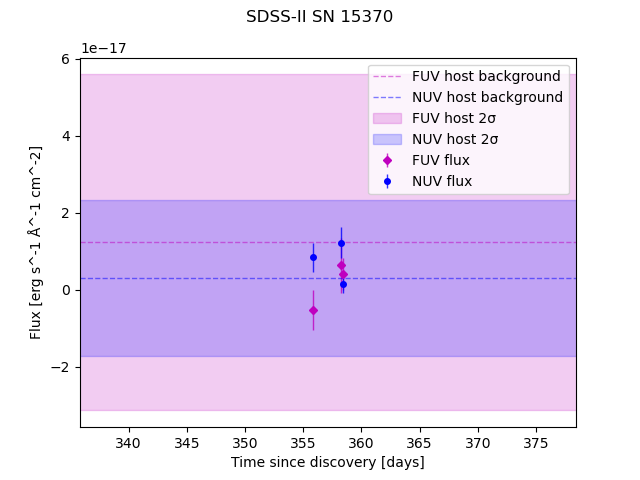 SDSS-II SN 15370
1e−17
FUV host background
NUV host background
FUV host 2σ
NUV host 2σ
FUV flux
NUV flux
6
4
2
0
−2
Flux [erg s^-1 Å^-1 cm^-2]
340
345
350
355
360
365
370
375
Time since discovery [days]